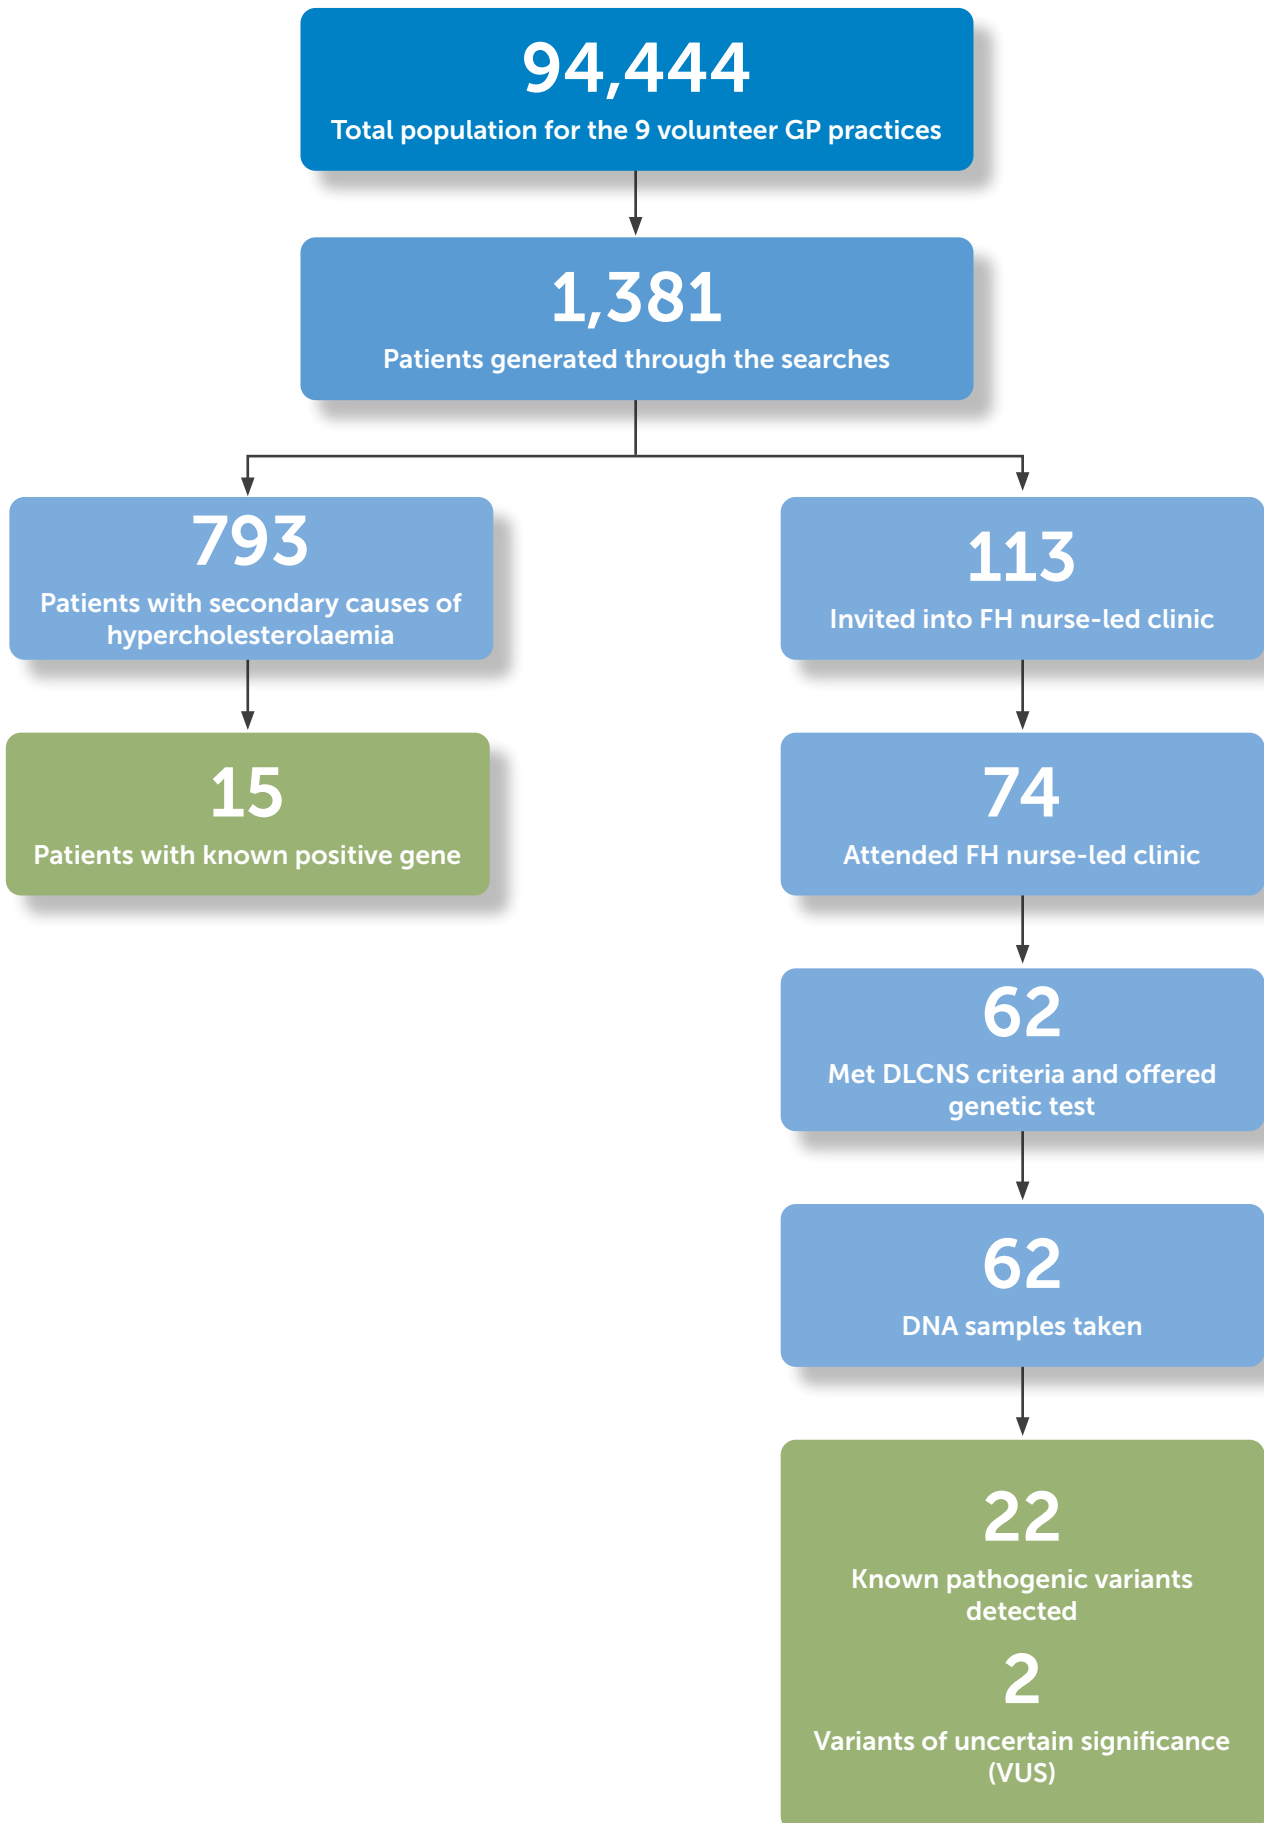 94,444
Total population for the 9 volunteer GP practices
1,381
Patients generated through the searches
793
Patients with secondary causes of
hypercholesterolaemia
15
Patients with known positive gene
113
Invited into FH nurse-led clinic
74
Attended FH nurse-led clinic
62
Met DLCNS criteria and offered
genetic test
62
DNA samples taken
22
Known pathogenic variants
detected
2
Variants of uncertain significance
(VUS)